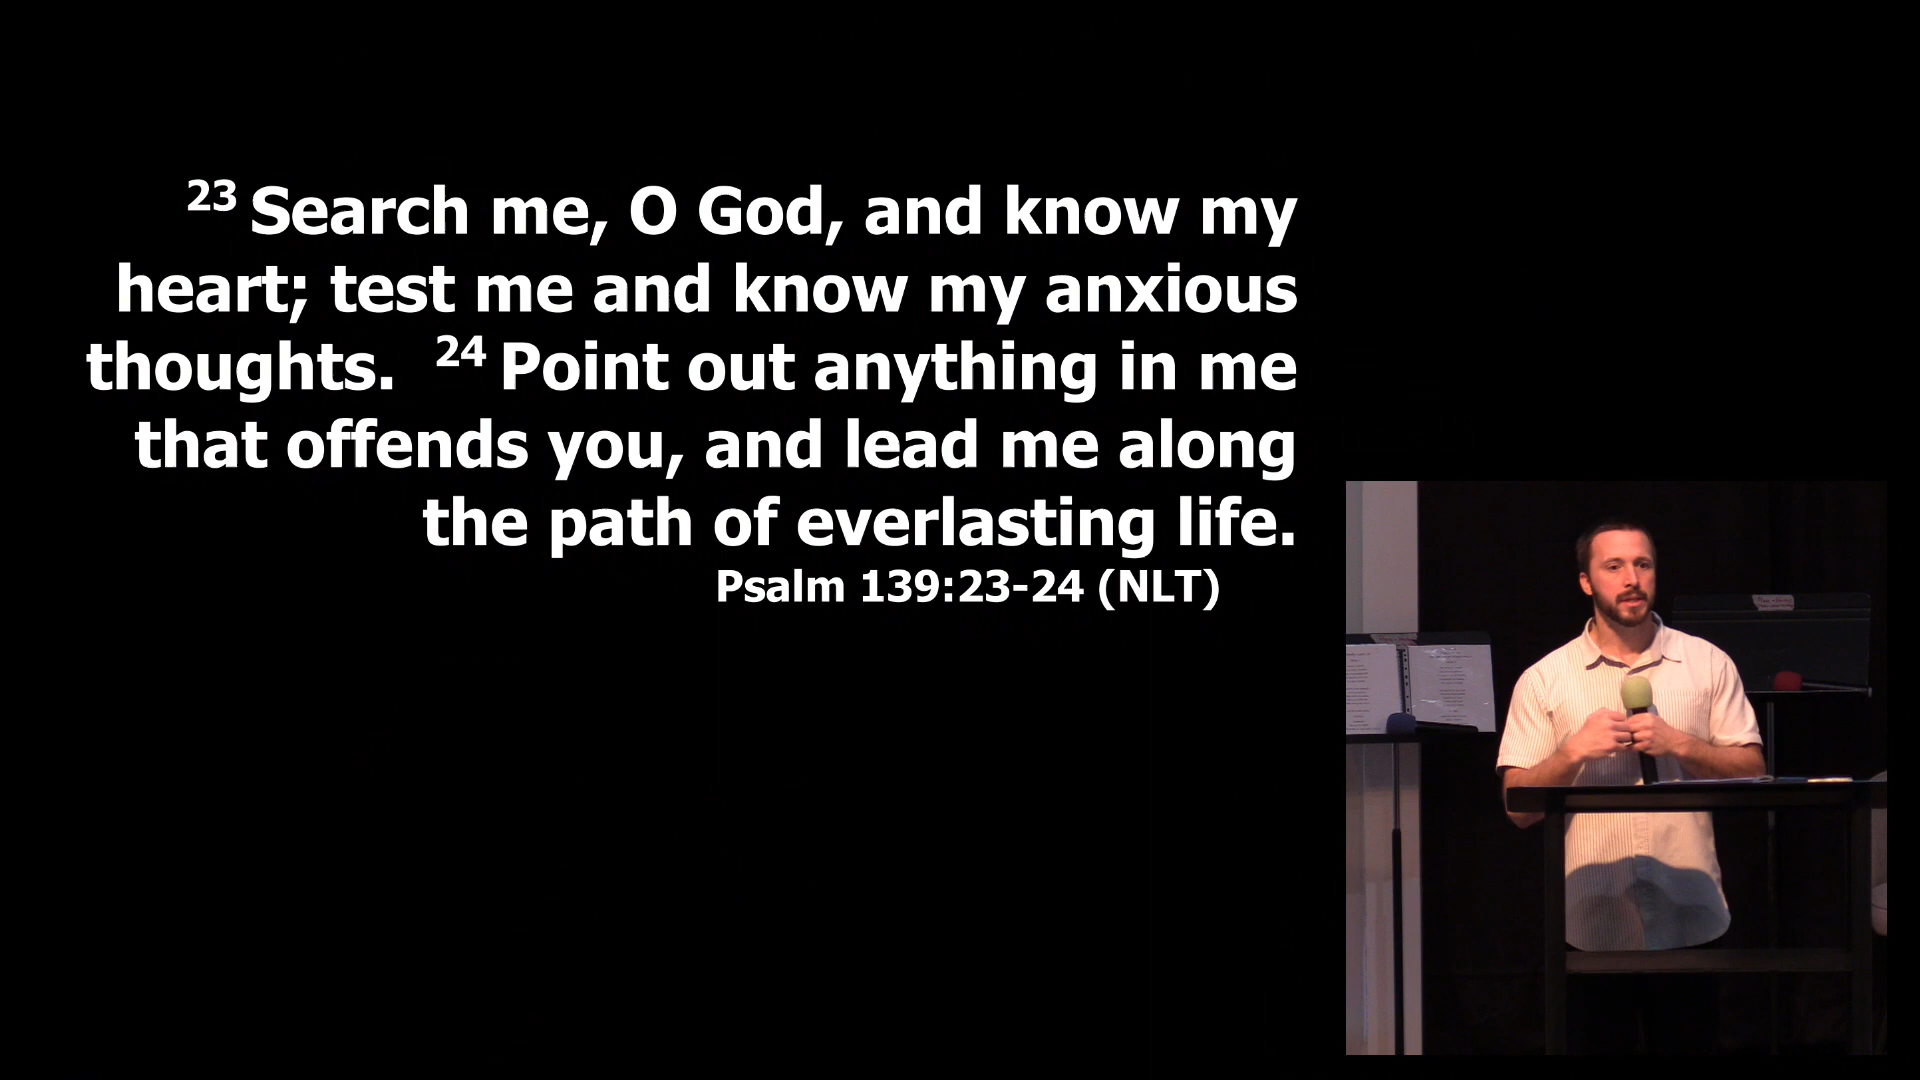 23 Search me, O God, and know my
heart; test me and know my anxious
thoughts. 24 Point out anything in me
that offends you, and lead me along
the path of everlasting life.
Psalm 139:23-24 (NLT)